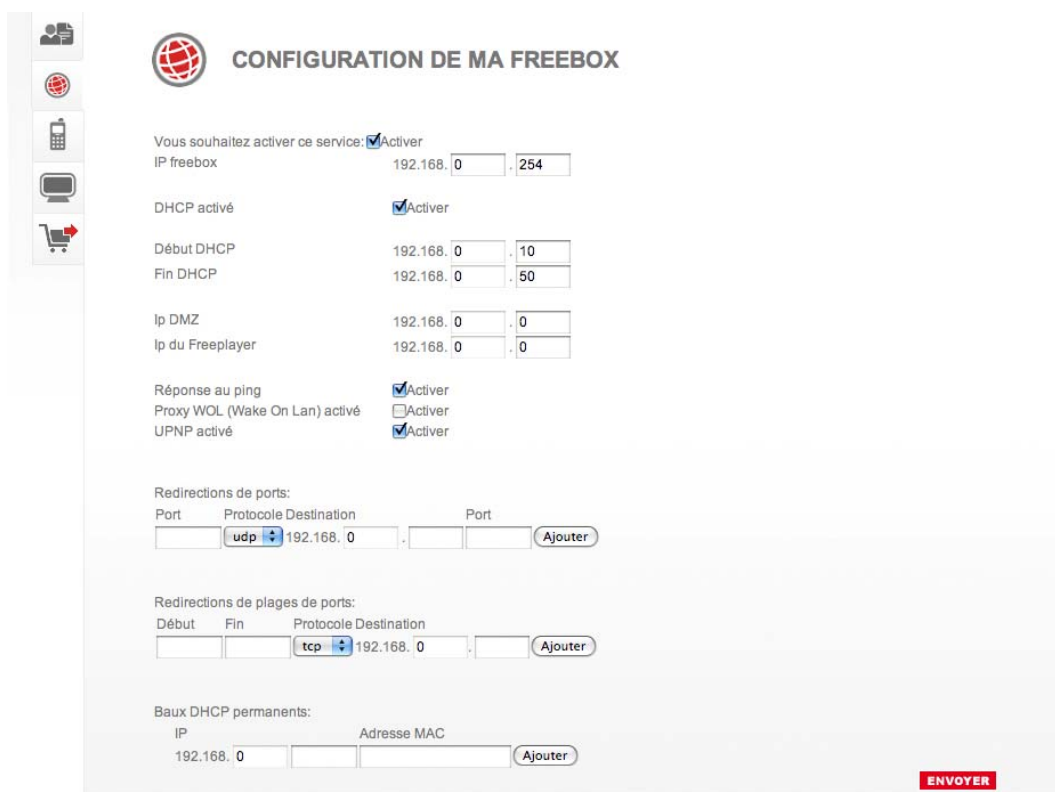 CONFIGURATION DE MA FREEBOX
Vous souhaitez activer ce service: Activer
IP freebox 192.168. 0 . 254
DHCP activé Activer
Début DHCP 192.168. 0 . 10
Fin DHCP 192.168. 0 . 50
Ip DMZ 192.168. 0 . 0
Ip du Freeplayer 192.168. 0 . 0
Réponse au ping Activer
Proxy WOL (Wake On Lan) activé Activer
UPNP activé Activer
Redirections de ports:
Port Protocole Destination Port
udp 192.168. 0 . Ajouter
Redirections de plages de ports:
Début Fin Protocole Destination
tcp 192.168. 0 . Ajouter
Baux DHCP permanents:
IP Adresse MAC
192.168. 0 Ajouter
ENVOYER